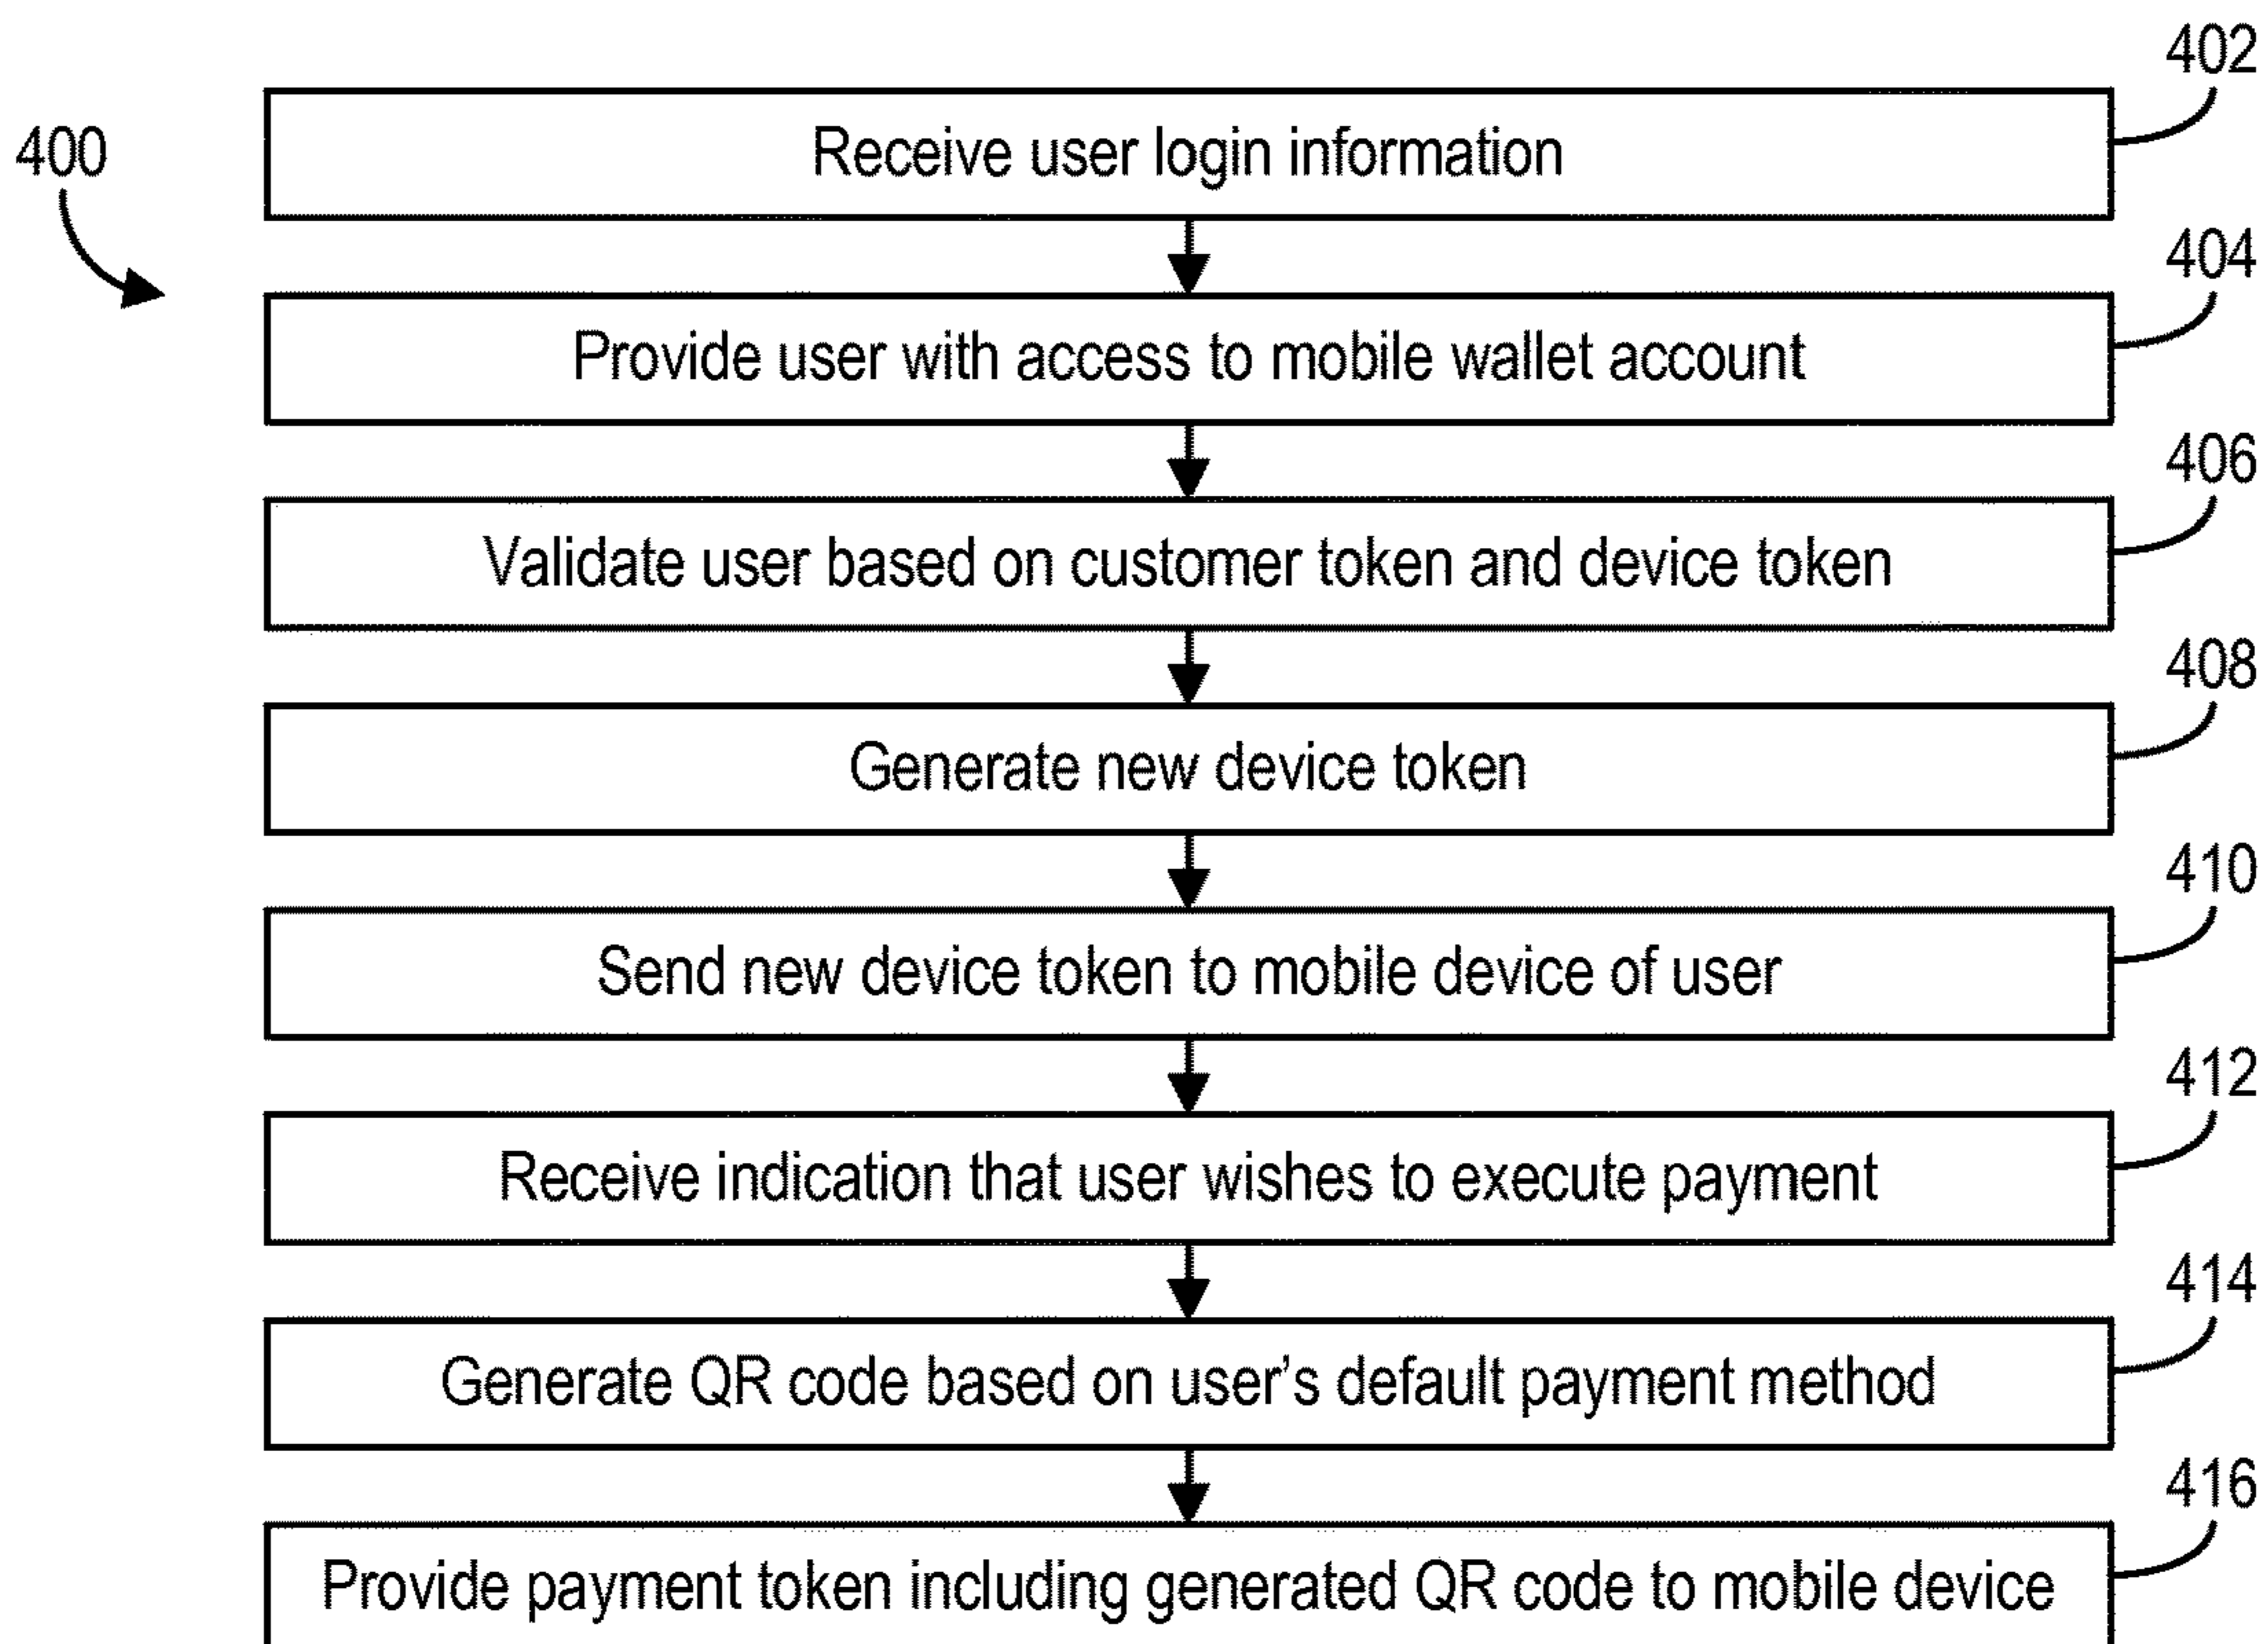 402
Receive user login information
400
404
Provide user with access to mobile wallet account
406
Validate user based on customer token and device token
408
Generate new device token
410
Send new device token to mobile device of user
412
Receive indication that user wishes to execute payment
414
Generate QR code based on user's default payment method
416
Provide payment token including generated QR code to mobile device